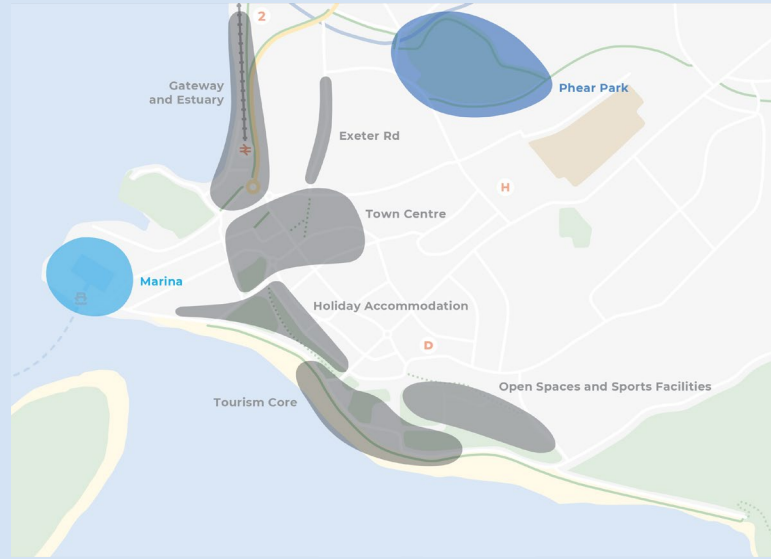 2
Gateway
and Estuary
Phear Park
Exeter Rd
H
Town Centre
Marina
Holiday Accommodation
D
Open Spaces and Sports Facilities
Tourism Core